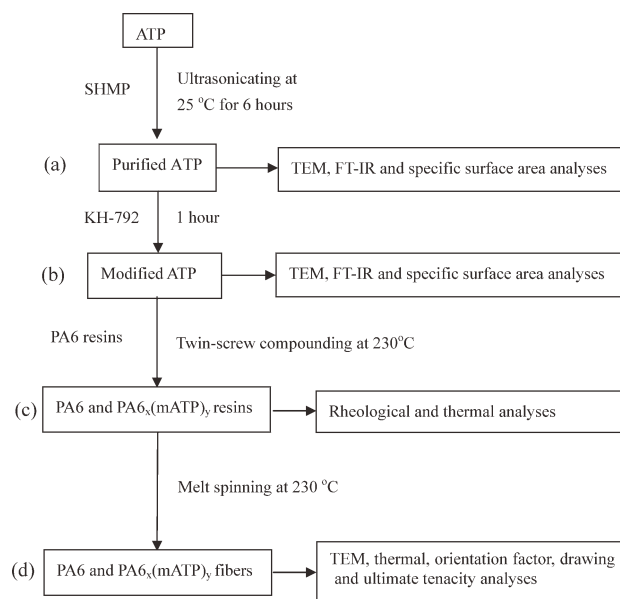 ATP
SHMP
Ultrasonicating at
25 °C for 6 hours
(a)
Purified ATP
TEM, FT-IR and specific surface area analyses
KH-792
1 hour
(b)
Modified ATP
TEM, FT-IR and specific surface area analyses
PA6 resins
Twin-screw compounding at 230°C
(c)
PA6 and PA6ₓ(mATP)ᵧ resins
Rheological and thermal analyses
Melt spinning at 230 °C
(d)
PA6 and PA6ₓ(mATP)ᵧ fibers
TEM, thermal, orientation factor, drawing
and ultimate tenacity analyses